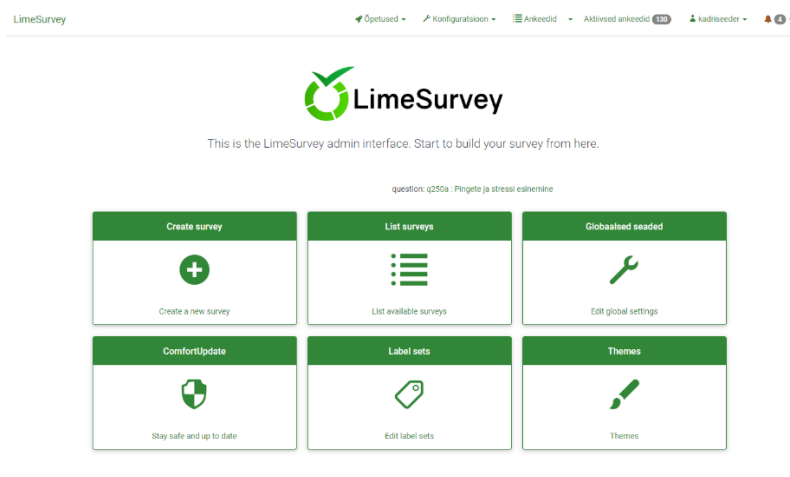 LimeSurvey Õpetused Konfiguratsioon Ankeedid Aktiivsed ankeedid 130 kadriseeder 4
LimeSurvey
This is the LimeSurvey admin interface. Start to build your survey from here.
question: q250a : Pingete ja stressi esinemine
Create survey List surveys Globaalsed seaded
Create a new survey List available surveys Edit global settings
ComfortUpdate Label sets Themes
Stay safe and up to date Edit label sets Themes